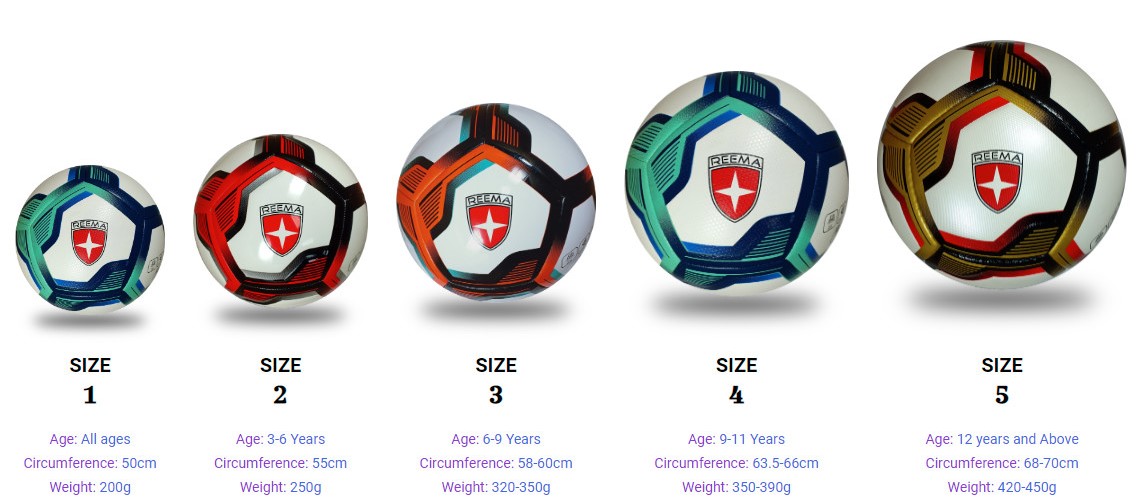 REEMA
REEMA
REEMA
REEMA
REEMA
SIZE
1
Age: All ages
Circumference: 50cm
Weight: 200g
SIZE
2
Age: 3-6 Years
Circumference: 55cm
Weight: 250g
SIZE
3
Age: 6-9 Years
Circumference: 58-60cm
Weight: 320-350g
SIZE
4
Age: 9-11 Years
Circumference: 63.5-66cm
Weight: 350-390g
SIZE
5
Age: 12 years and Above
Circumference: 68-70cm
Weight: 420-450g